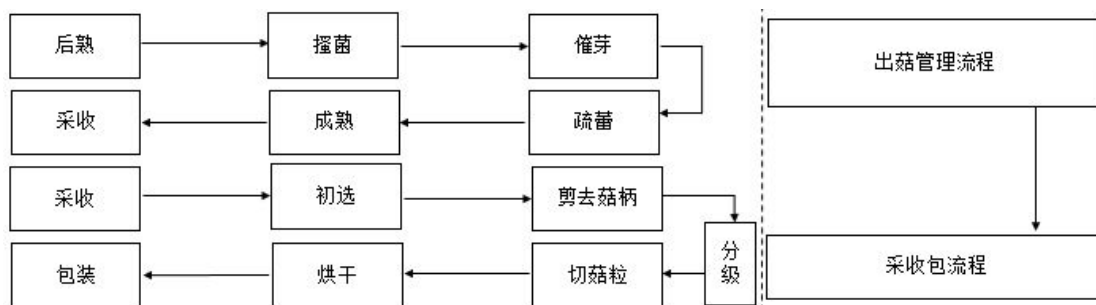 后熟
搔菌
催芽
出菇管理流程
采收
成熟
疏蕾
采收
初选
剪去菇柄
分级
包装
烘干
切菇粒
采收包流程